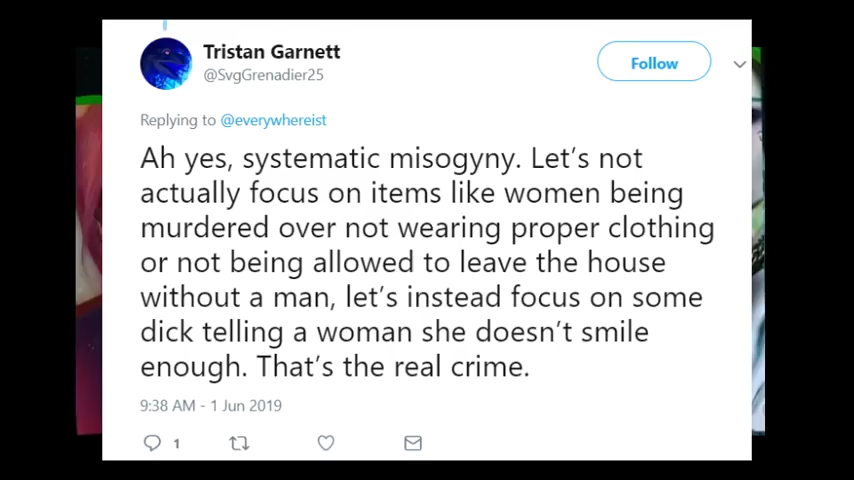 Tristan Garnett
@SvgGrenadier25
Follow
Replying to @everywhereist
Ah yes, systematic misogyny. Let's not
actually focus on items like women being
murdered over not wearing proper clothing
or not being allowed to leave the house
without a man, let's instead focus on some
dick telling a woman she doesn't smile
enough. That's the real crime.
9:38 AM - 1 Jun 2019
1